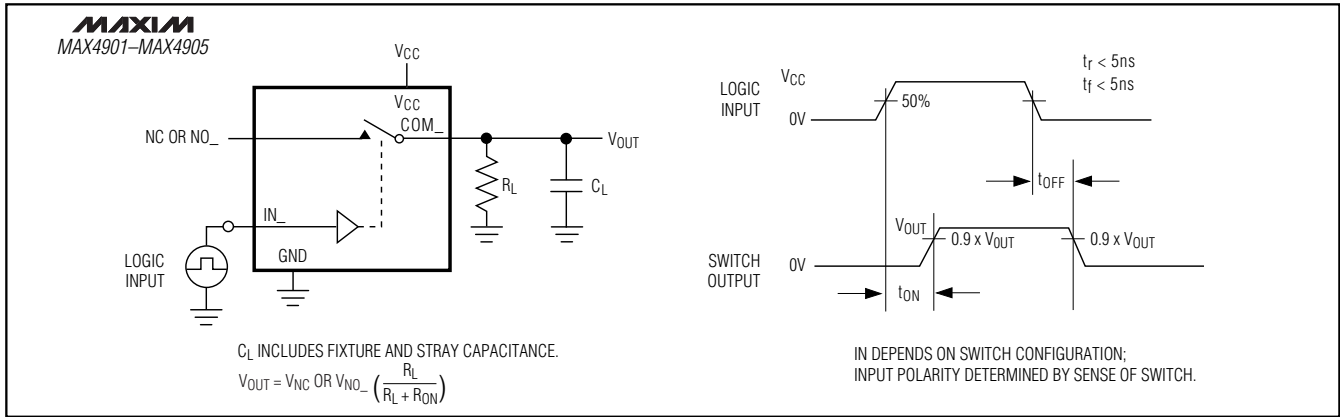 MAXIM
MAX4901–MAX4905
VCC
VCC
COM_
NC OR NO_
VOUT
RL
CL
IN_
GND
LOGIC
INPUT
CL INCLUDES FIXTURE AND STRAY CAPACITANCE.
VOUT = VNC OR VNO_ (RL / RL + RON)
LOGIC
INPUT
VCC
0V
50%
tr < 5ns
tf < 5ns
tOFF
SWITCH
OUTPUT
VOUT
0V
0.9 x VOUT
0.9 x VOUT
tON
IN DEPENDS ON SWITCH CONFIGURATION;
INPUT POLARITY DETERMINED BY SENSE OF SWITCH.